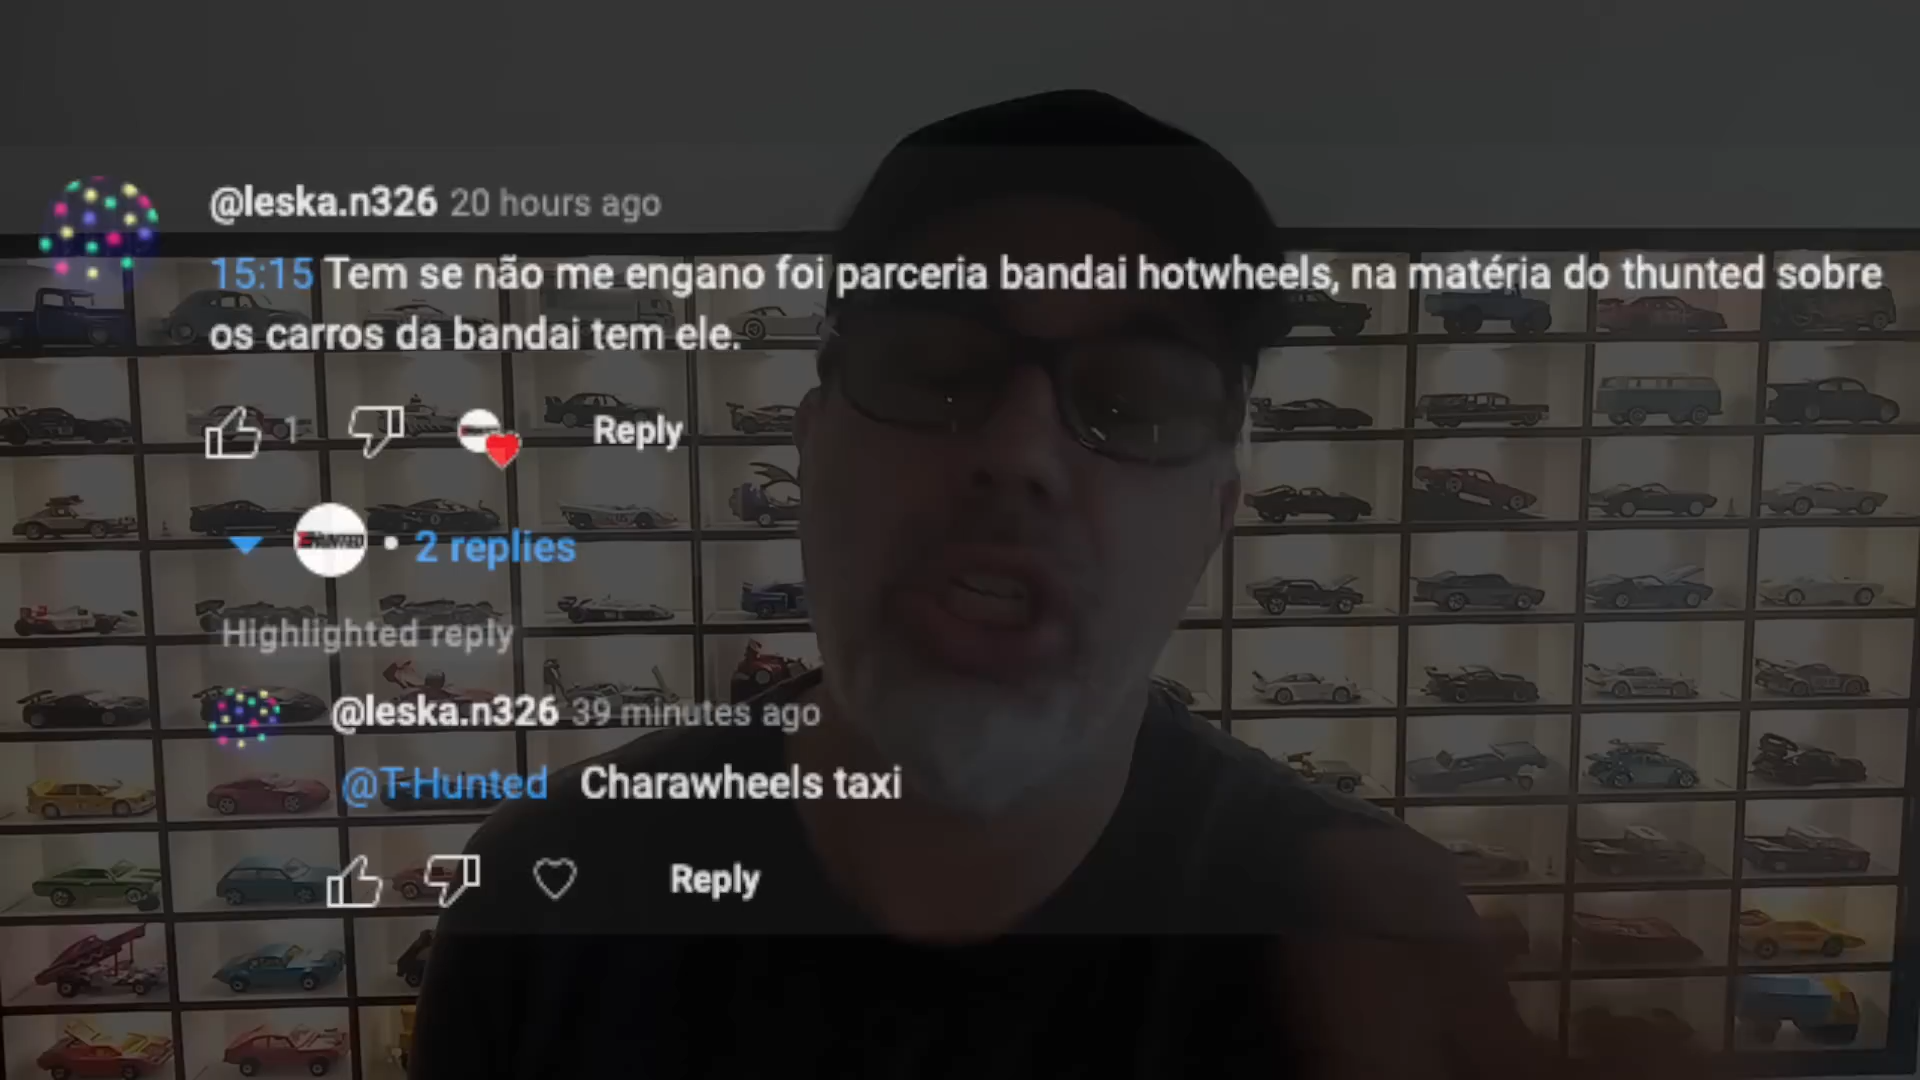 @leska.n326 20 hours ago
15:15 Tem se não me engano foi parceria bandai hotwheels, na matéria do thunted sobre
os carros da bandai tem ele.
1 Reply
2 replies
Highlighted reply
@leska.n326 39 minutes ago
@T-Hunted Charawheels taxi
Reply